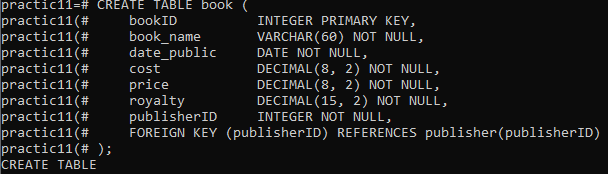 practic11=# CREATE TABLE book (
practic11(#     bookID          INTEGER PRIMARY KEY,
practic11(#     book_name       VARCHAR(60) NOT NULL,
practic11(#     date_public     DATE NOT NULL,
practic11(#     cost            DECIMAL(8, 2) NOT NULL,
practic11(#     price           DECIMAL(8, 2) NOT NULL,
practic11(#     royalty         DECIMAL(15, 2) NOT NULL,
practic11(#     publisherID     INTEGER NOT NULL,
practic11(#     FOREIGN KEY (publisherID) REFERENCES publisher(publisherID)
practic11(# );
CREATE TABLE